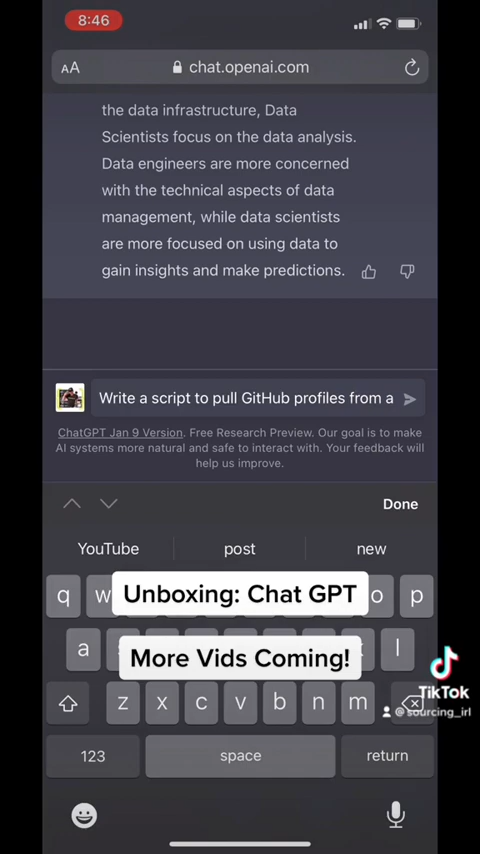 8:46
AA
chat.openai.com
the data infrastructure, Data
Scientists focus on the data analysis.
Data engineers are more concerned
with the technical aspects of data
management, while data scientists
are more focused on using data to
gain insights and make predictions.
Write a script to pull GitHub profiles from a
ChatGPT Jan 9 Version. Free Research Preview. Our goal is to make
AI systems more natural and safe to interact with. Your feedback will
help us improve.
Done
YouTube post new
q w o p
Unboxing: Chat GPT
a l
More Vids Coming!
z x c v b n m
TikTok
@sourcing_irl
123 space return